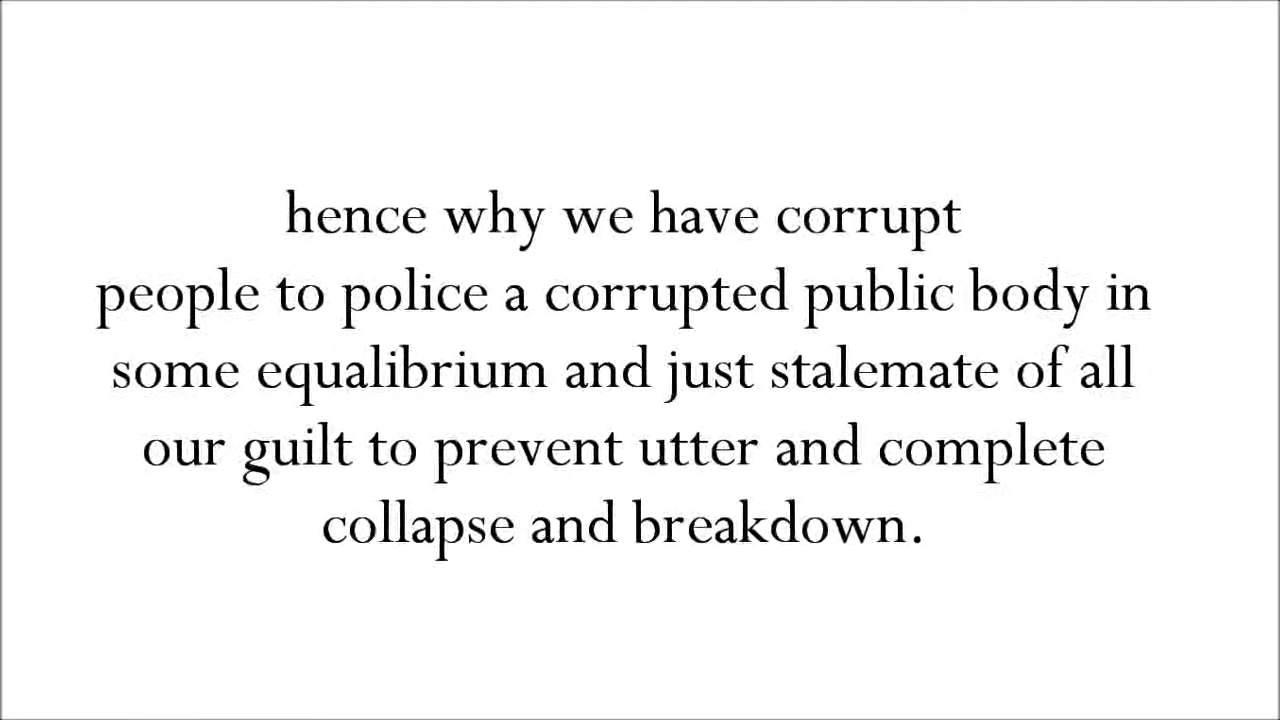 hence why we have corrupt
people to police a corrupted public body in
some equalibrium and just stalemate of all
our guilt to prevent utter and complete
collapse and breakdown.